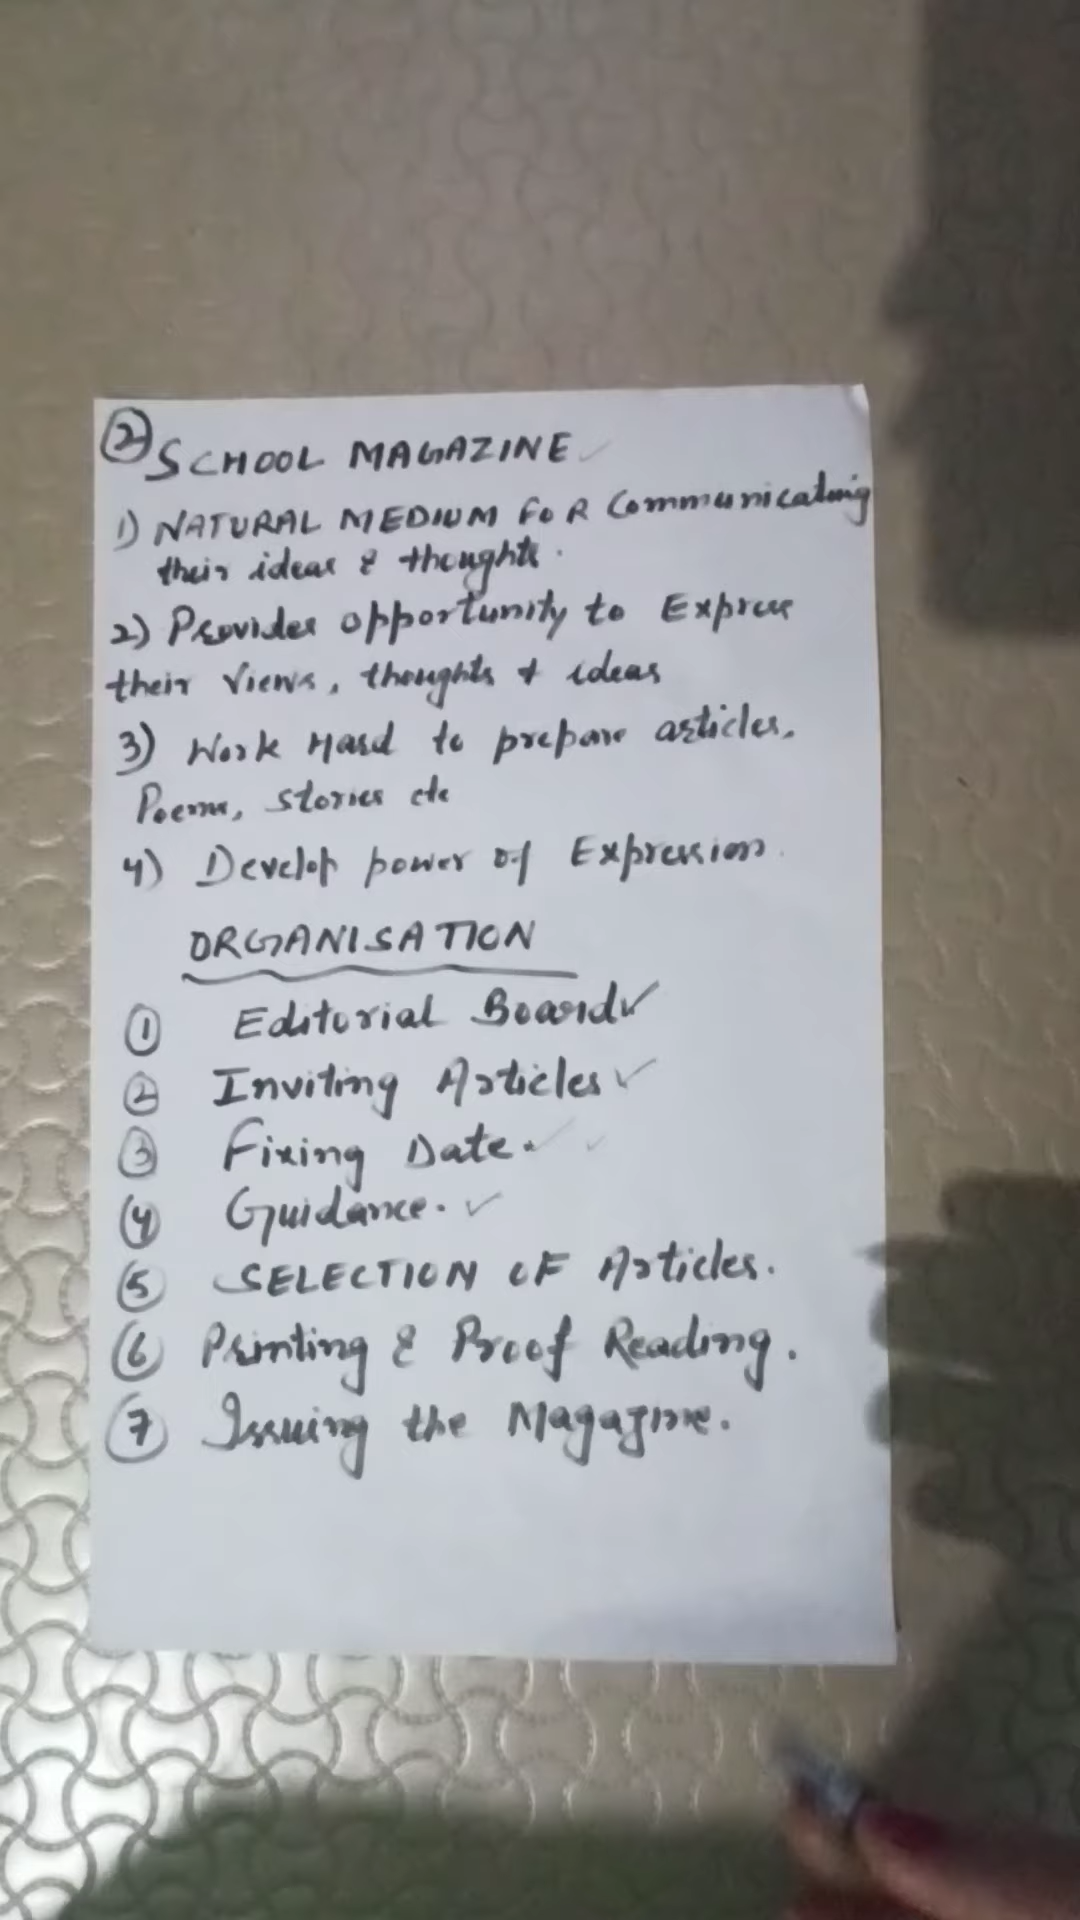 ② SCHOOL MAGAZINE ✓
1) NATURAL MEDIUM FOR Communicating
their ideas & thoughts.
2) Provides opportunity to Express
their Views, thoughts & ideas
3) Work Hard to prepare articles,
Poems, stories etc
4) Develop power of Expression.
ORGANISATION
① Editorial Board ✓
② Inviting Articles ✓
③ Fixing Date. ✓ ✓
④ Guidance. ✓
⑤ SELECTION OF Articles.
⑥ Printing & Proof Reading.
⑦ Issuing the Magazine.